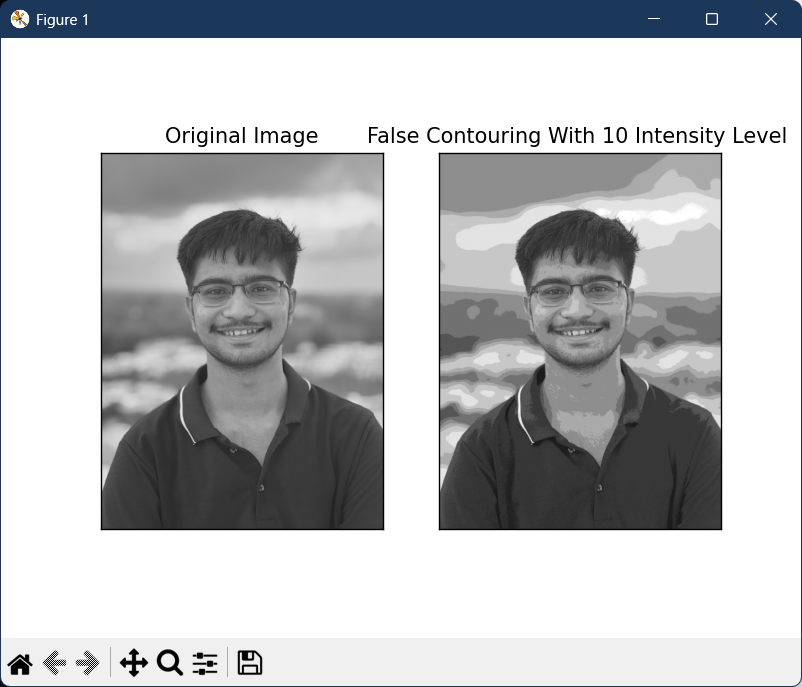 Figure 1
Original Image
False Contouring With 10 Intensity Level